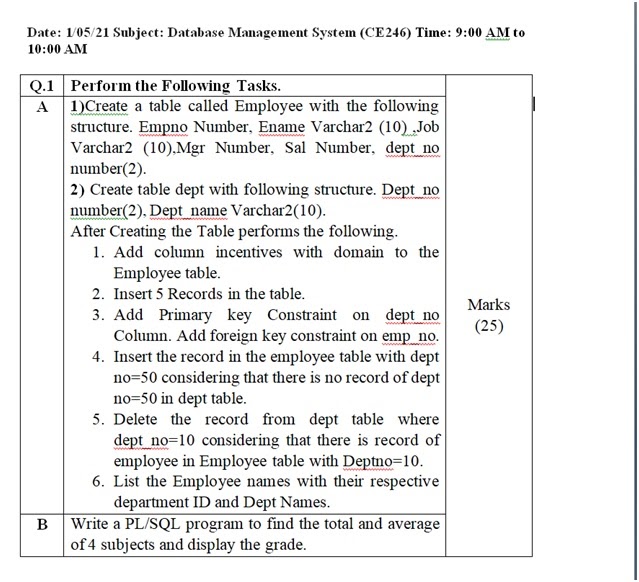 Date: 1/05/21 Subject: Database Management System (CE246) Time: 9:00 AM to
10:00 AM
Q.1 Perform the Following Tasks.
A 1)Create a table called Employee with the following
structure. Empno Number, Ename Varchar2 (10) ,Job
Varchar2 (10),Mgr Number, Sal Number, dept_no
number(2).
2) Create table dept with following structure. Dept_no
number(2), Dept_name Varchar2(10).
After Creating the Table performs the following.
1. Add column incentives with domain to the
Employee table.
2. Insert 5 Records in the table.
3. Add Primary key Constraint on dept_no
Column. Add foreign key constraint on emp_no.
4. Insert the record in the employee table with dept
no=50 considering that there is no record of dept
no=50 in dept table.
5. Delete the record from dept table where
dept_no=10 considering that there is record of
employee in Employee table with Deptno=10.
6. List the Employee names with their respective
department ID and Dept Names.
Marks
(25)
B Write a PL/SQL program to find the total and average
of 4 subjects and display the grade.